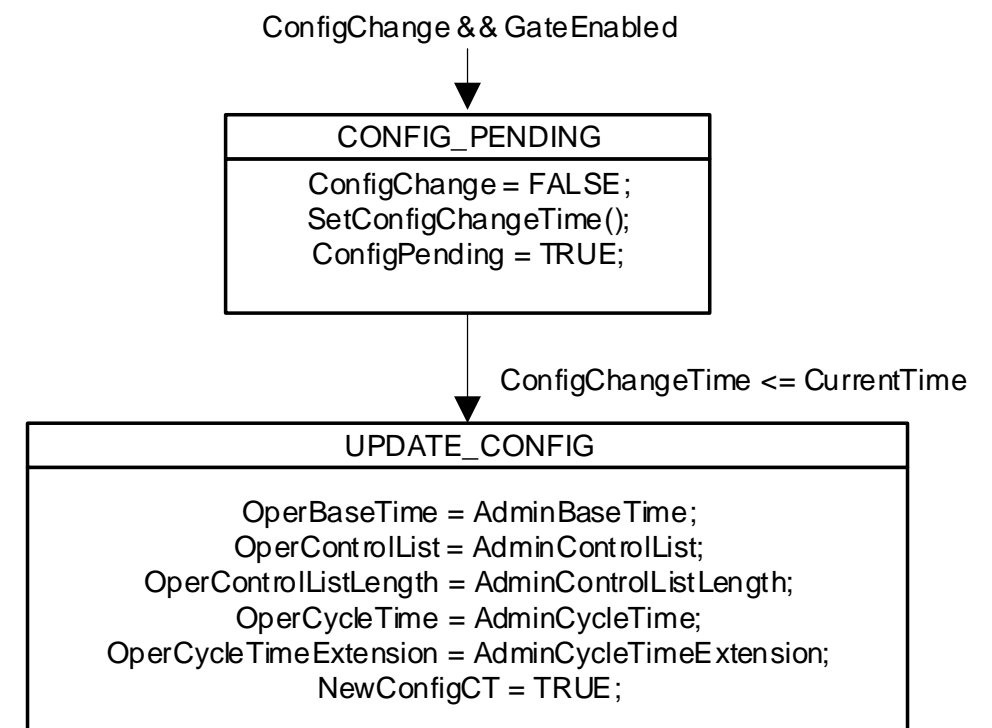 ConfigChange && GateEnabled
CONFIG_PENDING
ConfigChange = FALSE;
SetConfigChangeTime();
ConfigPending = TRUE;
ConfigChangeTime <= CurrentTime
UPDATE_CONFIG
OperBaseTime = AdminBaseTime;
OperControlList = AdminControlList;
OperControlListLength = AdminControlListLength;
OperCycleTime = AdminCycleTime;
OperCycleTimeExtension = AdminCycleTimeExtension;
NewConfigCT = TRUE;